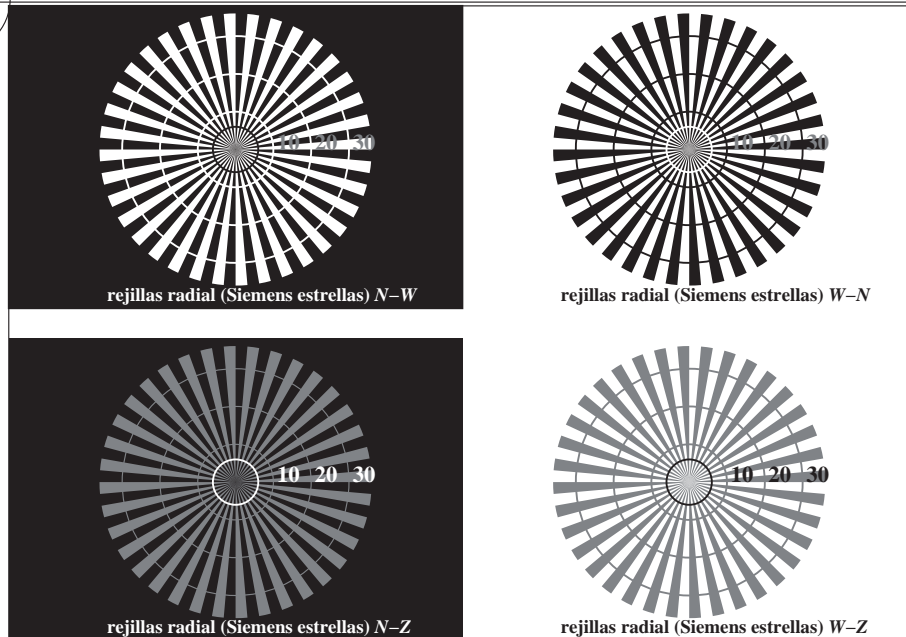 10 20 30
rejillas radial (Siemens estrellas) N–W
10 20 30
rejillas radial (Siemens estrellas) W–N
10 20 30
rejillas radial (Siemens estrellas) N–Z
10 20 30
rejillas radial (Siemens estrellas) W–Z